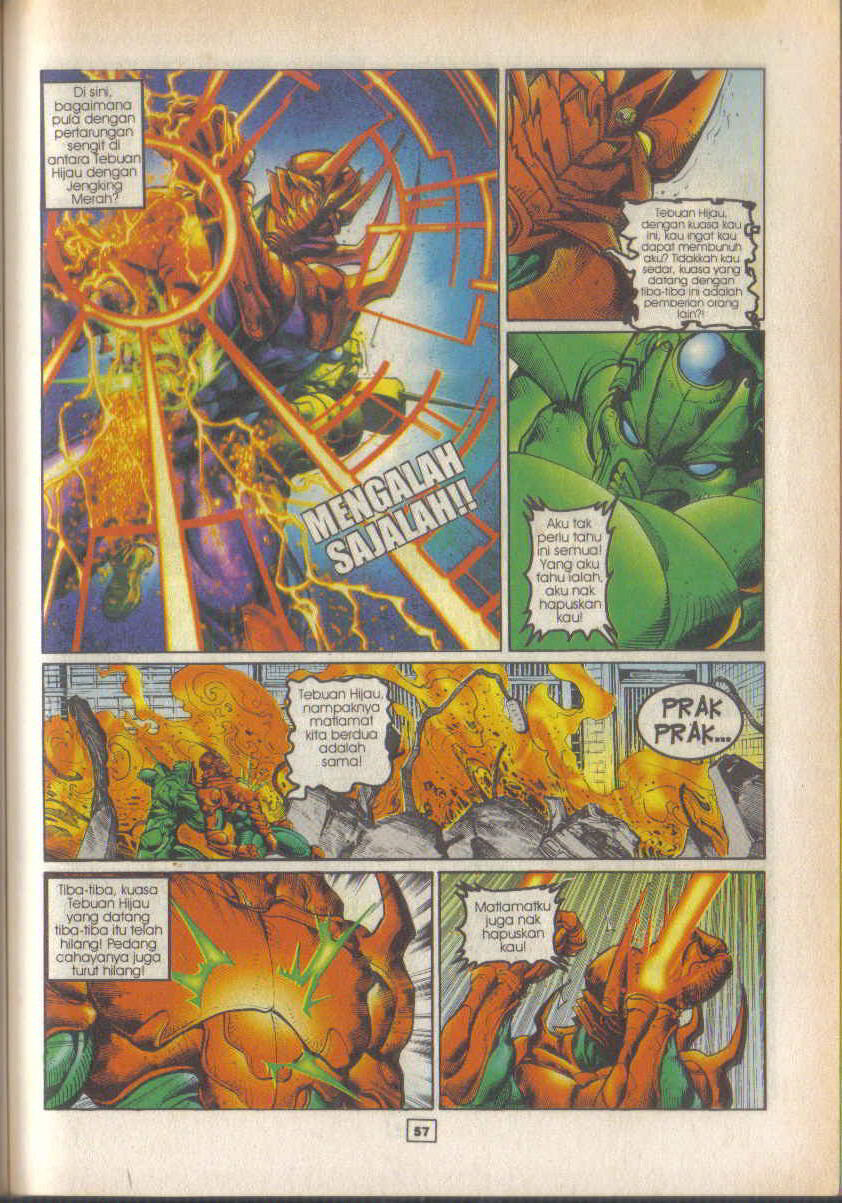 Di sini,
bagaimana
pula dengan
pertarungan
sengit di
antara Tebuan
Hijau dengan
Jengking
Merah?
MENGALAH
SAJALAH!!
Tebuan Hijau,
dengan kuasa kau
ini, kau ingat kau
dapat membunuh
aku? Tidakkah kau
sedar, kuasa yang
datang dengan
tiba-tiba ini adalah
pemberian orang
lain?!
Aku tak
perlu tahu
ini semua!
Yang aku
tahu ialah,
aku nak
hapuskan
kau!
Tebuan Hijau,
nampaknya
matlamat
kita berdua
adalah
sama!
PRAK
PRAK...
Tiba-tiba, kuasa
Tebuan Hijau
yang datang
tiba-tiba itu telah
hilang! Pedang
cahayanya juga
turut hilang!
Matlamatku
juga nak
hapuskan
kau!
57